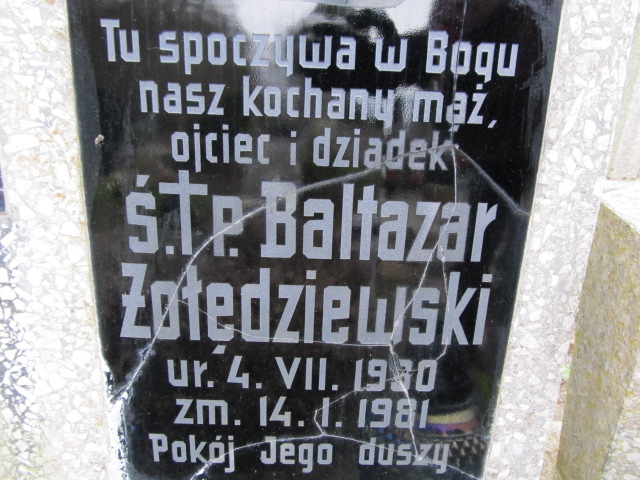 Tu spoczywa w Bogu
nasz kochany mąż,
ojciec i dziadek
ś.†p. Baltazar
Żołędziewski
ur. 4. VII. 1930
zm. 14. I. 1981
Pokój Jego duszy